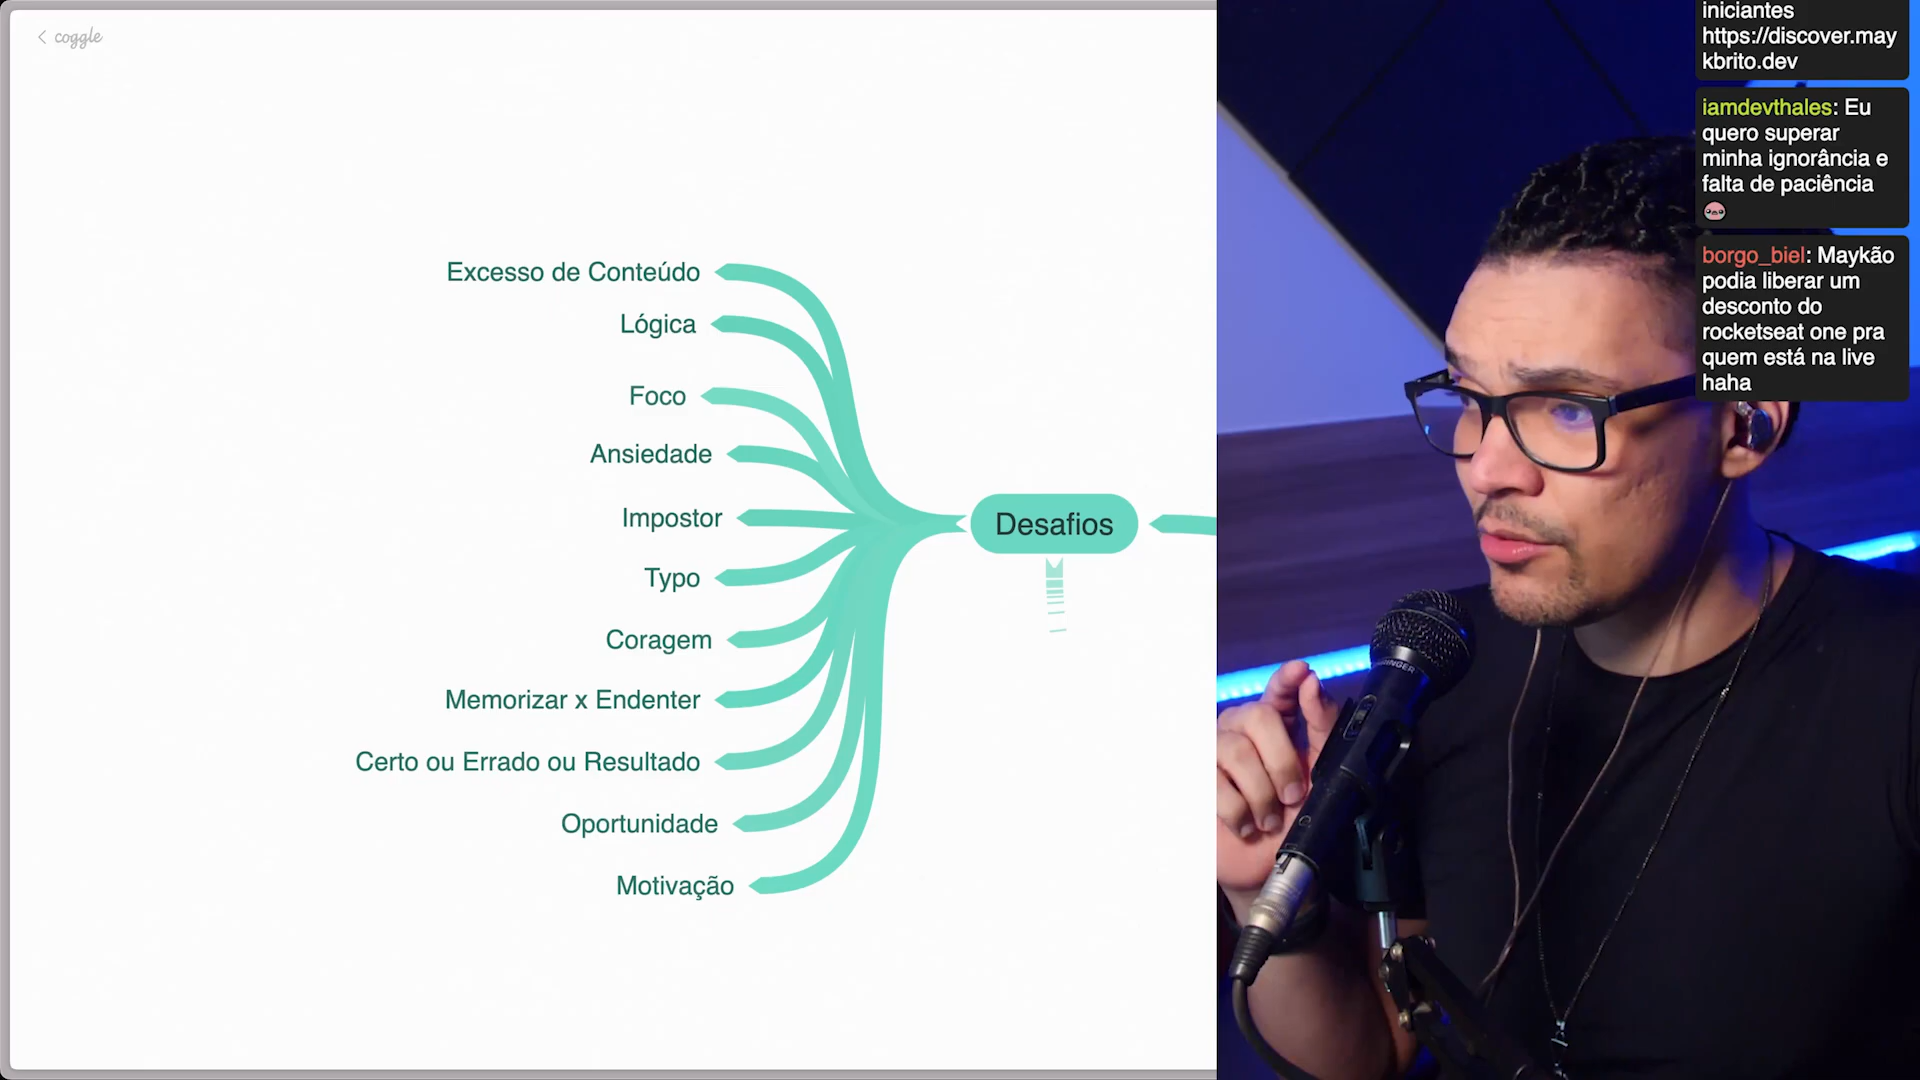 coggle
Excesso de Conteúdo
Lógica
Foco
Ansiedade
Impostor
Typo
Coragem
Memorizar x Endenter
Certo ou Errado ou Resultado
Oportunidade
Motivação
Desafios
iniciantes
https://discover.may
kbrito.dev
iamdevthales: Eu
quero superar
minha ignorância e
falta de paciência
borgo_biel: Maykão
podia liberar um
desconto do
rocketseat one pra
quem está na live
haha